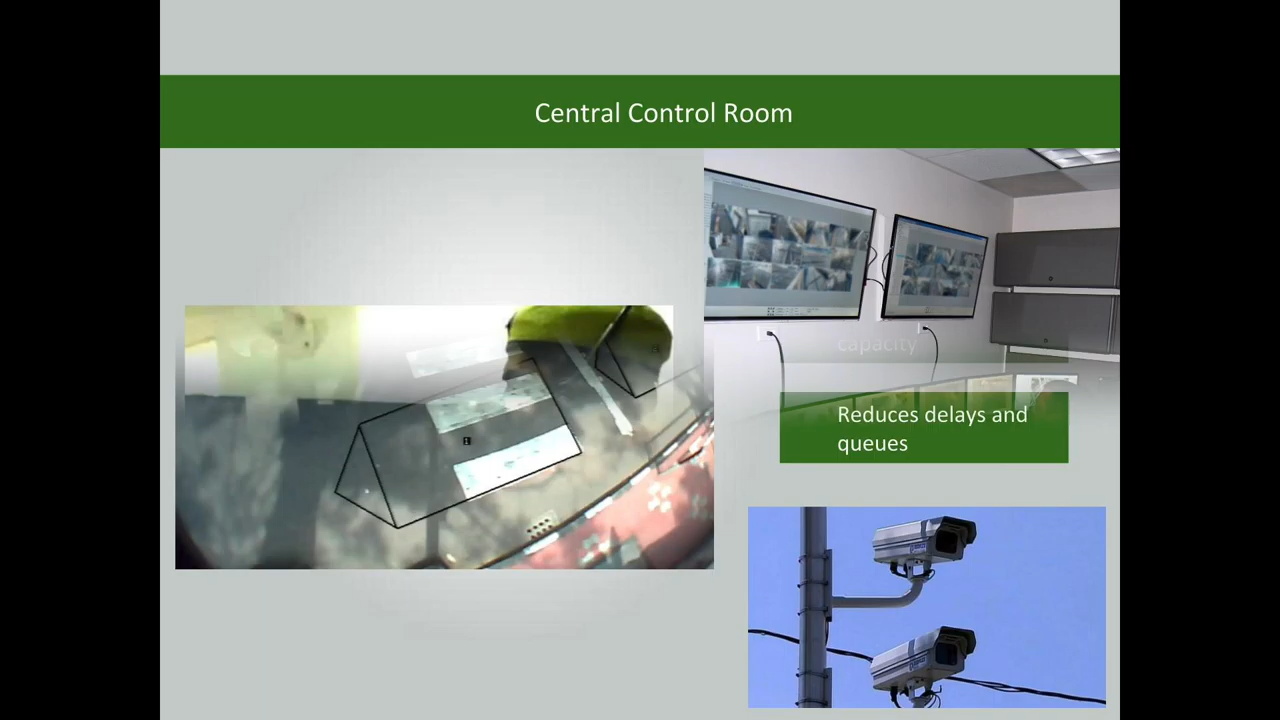 Central Control Room
capacity
Reduces delays and
queues